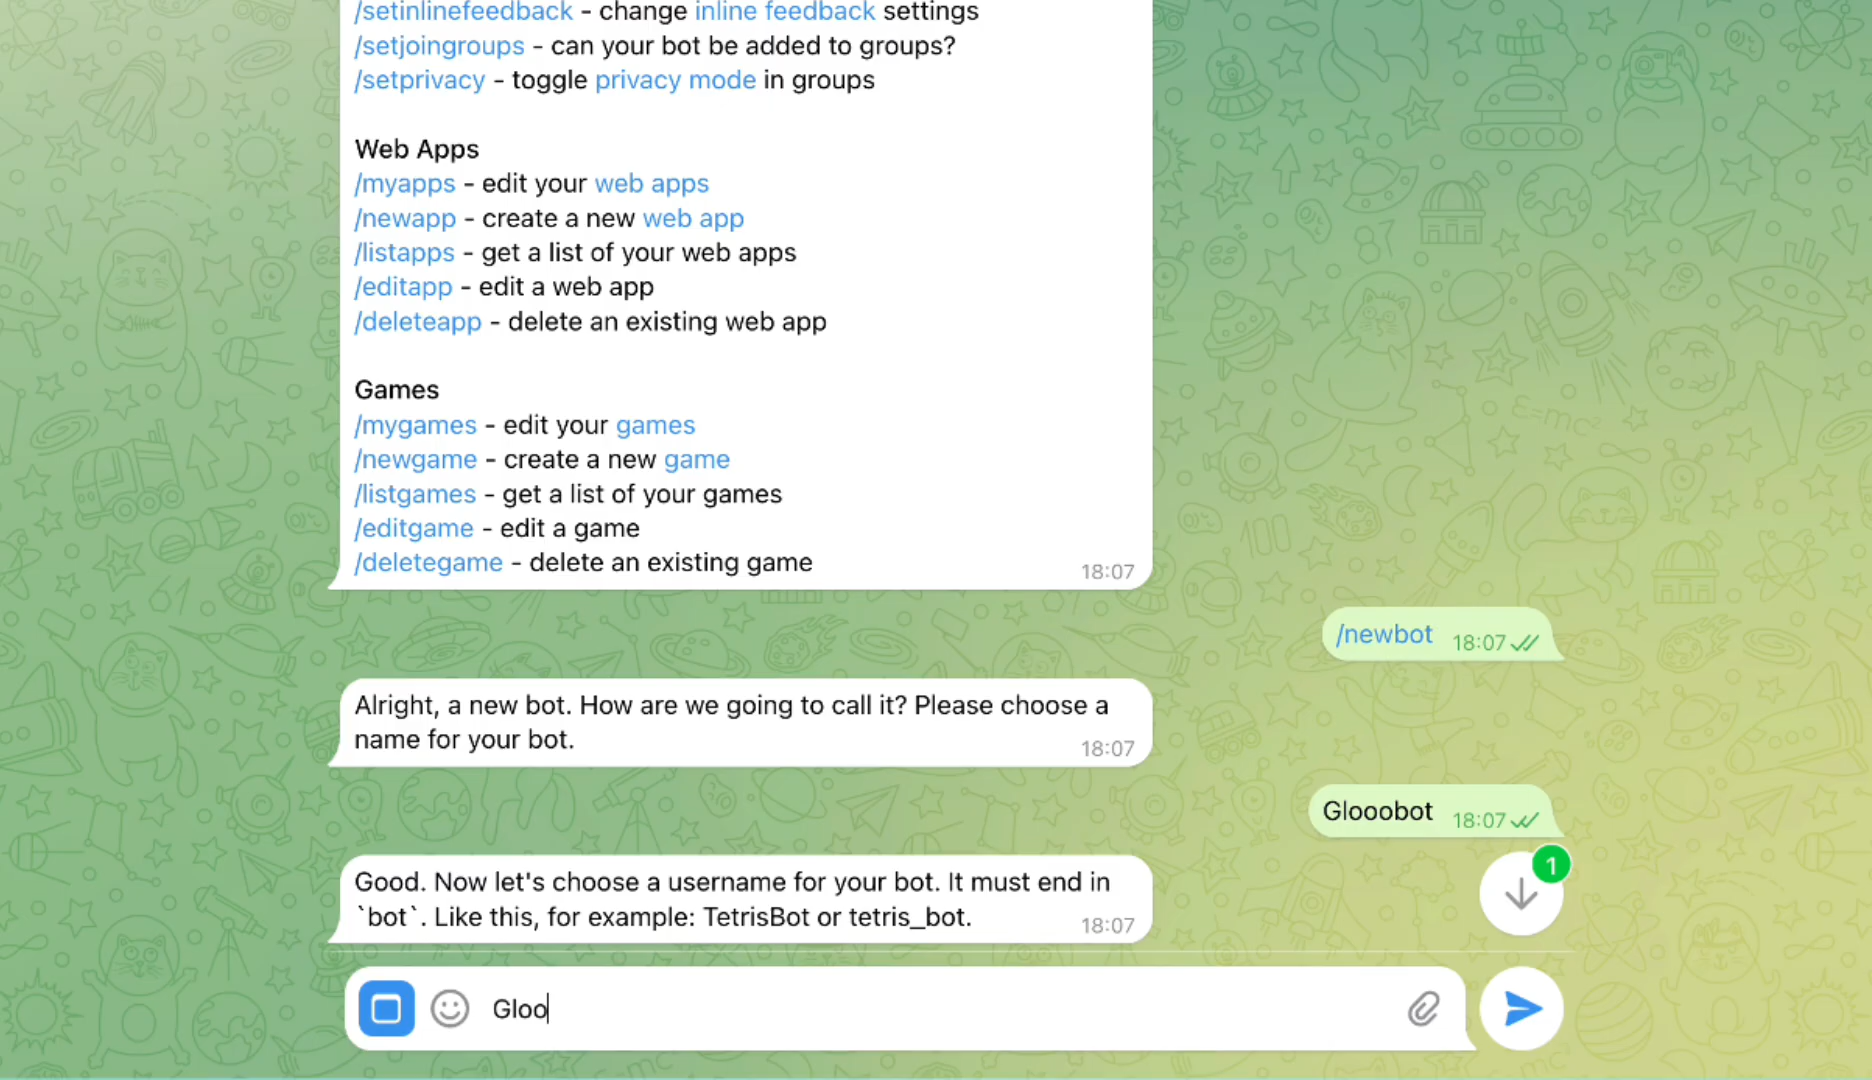 /setinlinefeedback - change inline feedback settings
/setjoingroups - can your bot be added to groups?
/setprivacy - toggle privacy mode in groups
Web Apps
/myapps - edit your web apps
/newapp - create a new web app
/listapps - get a list of your web apps
/editapp - edit a web app
/deleteapp - delete an existing web app
Games
/mygames - edit your games
/newgame - create a new game
/listgames - get a list of your games
/editgame - edit a game
/deletegame - delete an existing game
18:07
/newbot 18:07
Alright, a new bot. How are we going to call it? Please choose a
name for your bot.
18:07
Glooobot 18:07
1
Good. Now let's choose a username for your bot. It must end in
`bot`. Like this, for example: TetrisBot or tetris_bot.
18:07
Gloo